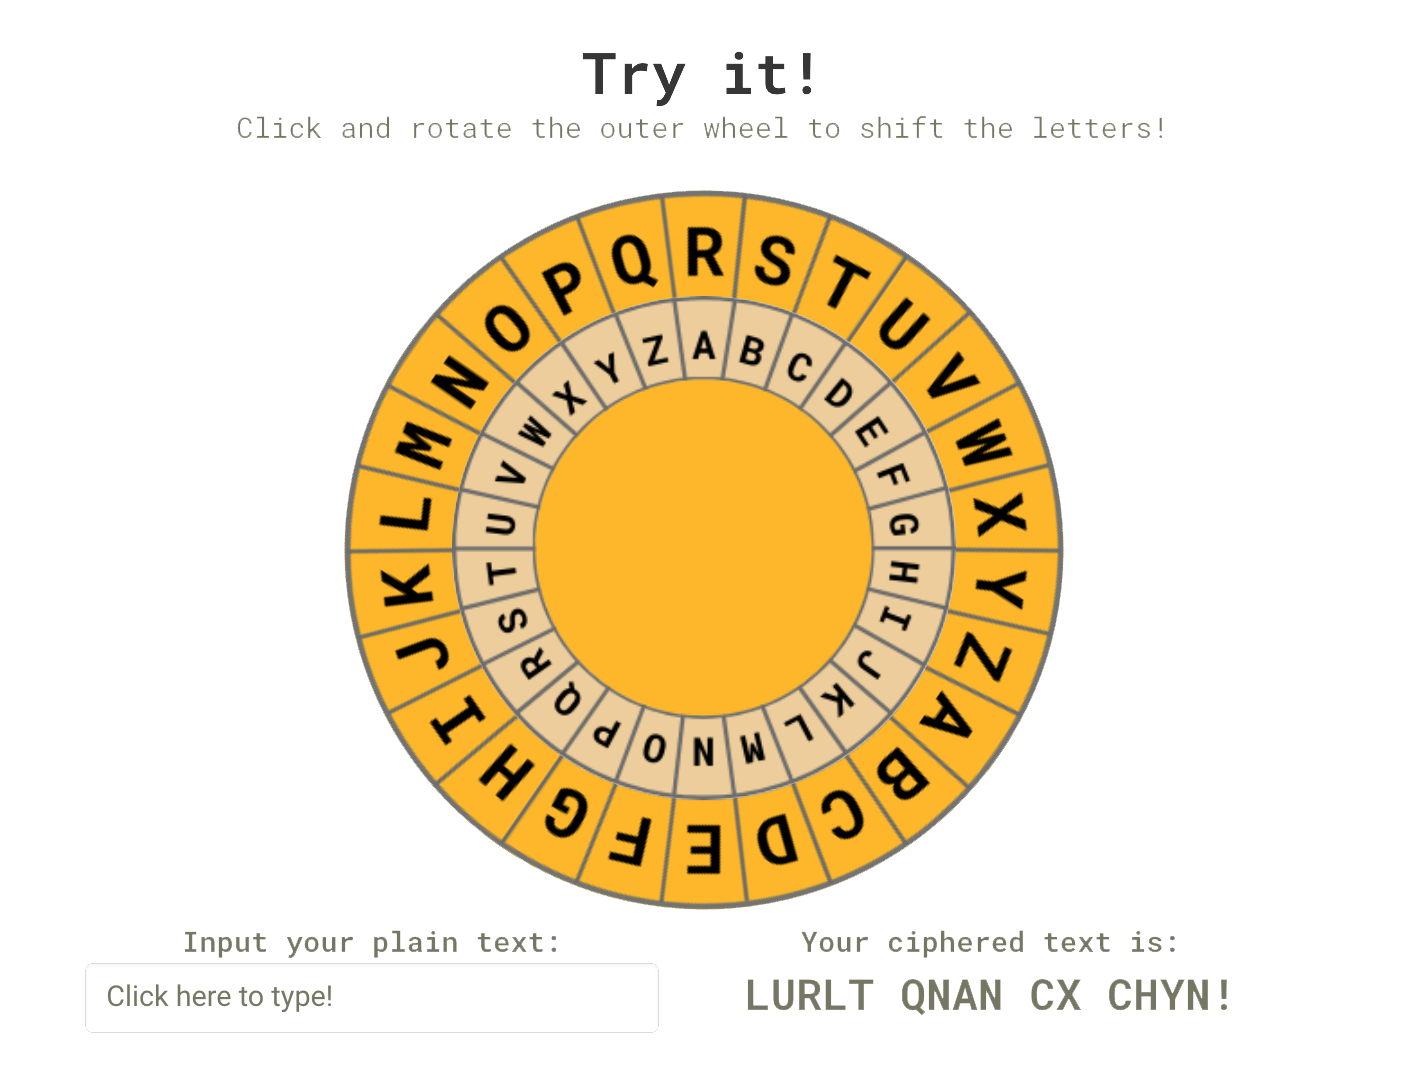 Try it!
Click and rotate the outer wheel to shift the letters!
R S T U V W X Y Z A B C D E F G H I J K L M N O P Q
A B C D E F G H I J K L M N O P Q R S T U V W X Y Z
Input your plain text:
Click here to type!
Your ciphered text is:
LURLT QNAN CX CHYN!